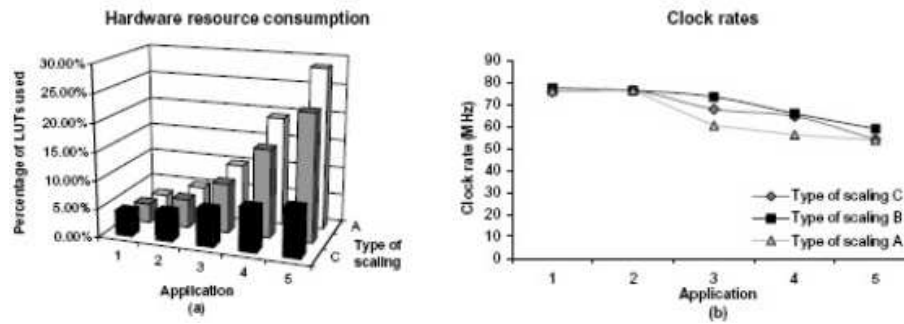 Hardware resource consumption
Percentage of LUTs used
30.00%
25.00%
20.00%
15.00%
10.00%
5.00%
0.00%
1 2 3 4 5
Application
A
Type of
scaling
C
(a)
Clock rates
Clock rate (MHz)
90
80
70
60
50
40
30
20
10
0
1 2 3 4 5
Application
Type of scaling C
Type of scaling B
Type of scaling A
(b)